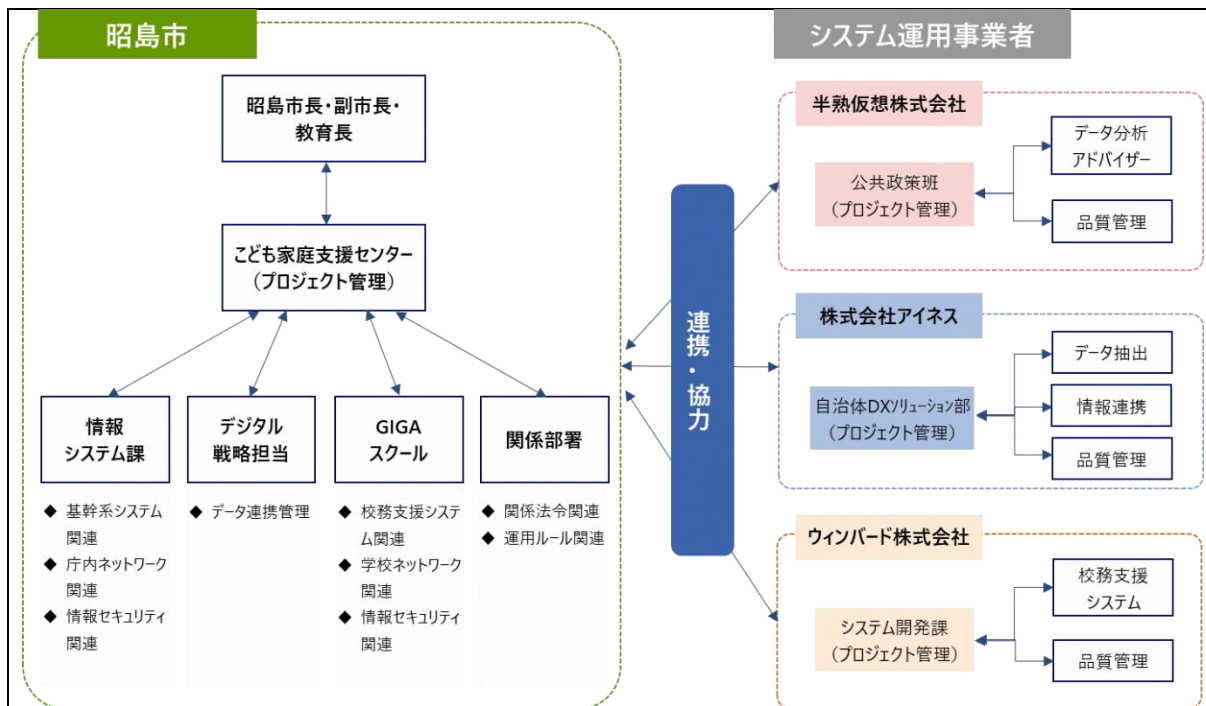 昭島市
昭島市長・副市長・
教育長
こども家庭支援センター
(プロジェクト管理)
情報
システム課
◆ 基幹系システム
関連
◆ 庁内ネットワーク
関連
◆ 情報セキュリティ
関連
デジタル
戦略担当
◆ データ連携管理
GIGA
スクール
◆ 校務支援システ
ム関連
◆ 学校ネットワーク
関連
◆ 情報セキュリティ
関連
関係部署
◆ 関係法令関連
◆ 運用ルール関連
連携・協力
システム運用事業者
半熟仮想株式会社
公共政策班
(プロジェクト管理)
データ分析
アドバイザー
品質管理
株式会社アイネス
自治体DXソリューション部
(プロジェクト管理)
データ抽出
情報連携
品質管理
ウィンバード株式会社
システム開発課
(プロジェクト管理)
校務支援
システム
品質管理